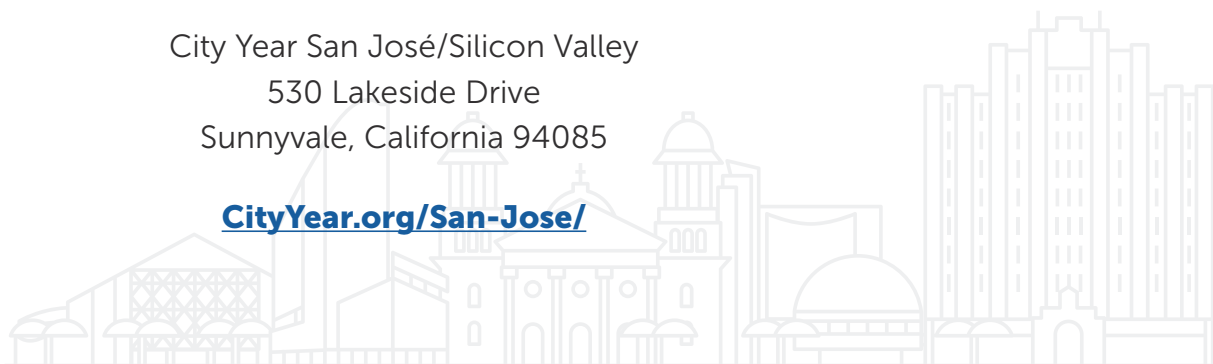 City Year San José/Silicon Valley
530 Lakeside Drive
Sunnyvale, California 94085
CityYear.org/San-Jose/